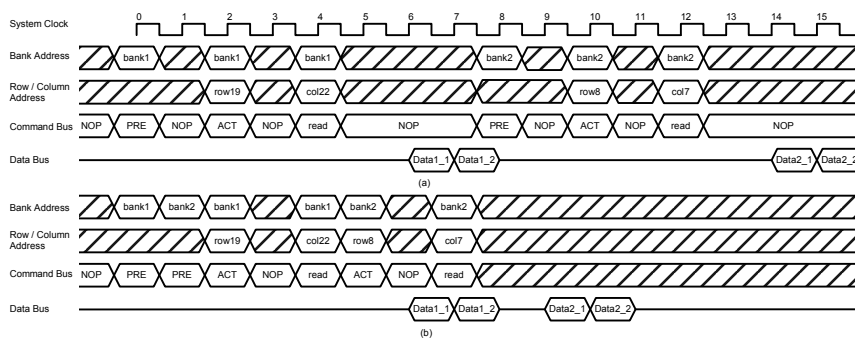 System Clock 0 1 2 3 4 5 6 7 8 9 10 11 12 13 14 15
Bank Address bank1 bank1 bank1 bank2 bank2 bank2
Row / Column
Address row19 col22 row8 col7
Command Bus NOP PRE NOP ACT NOP read NOP PRE NOP ACT NOP read NOP
Data Bus Data1_1 Data1_2 Data2_1 Data2_2
(a)
Bank Address bank1 bank2 bank1 bank1 bank2 bank2
Row / Column
Address row19 col22 row8 col7
Command Bus NOP PRE PRE ACT NOP read ACT NOP read
Data Bus Data1_1 Data1_2 Data2_1 Data2_2
(b)